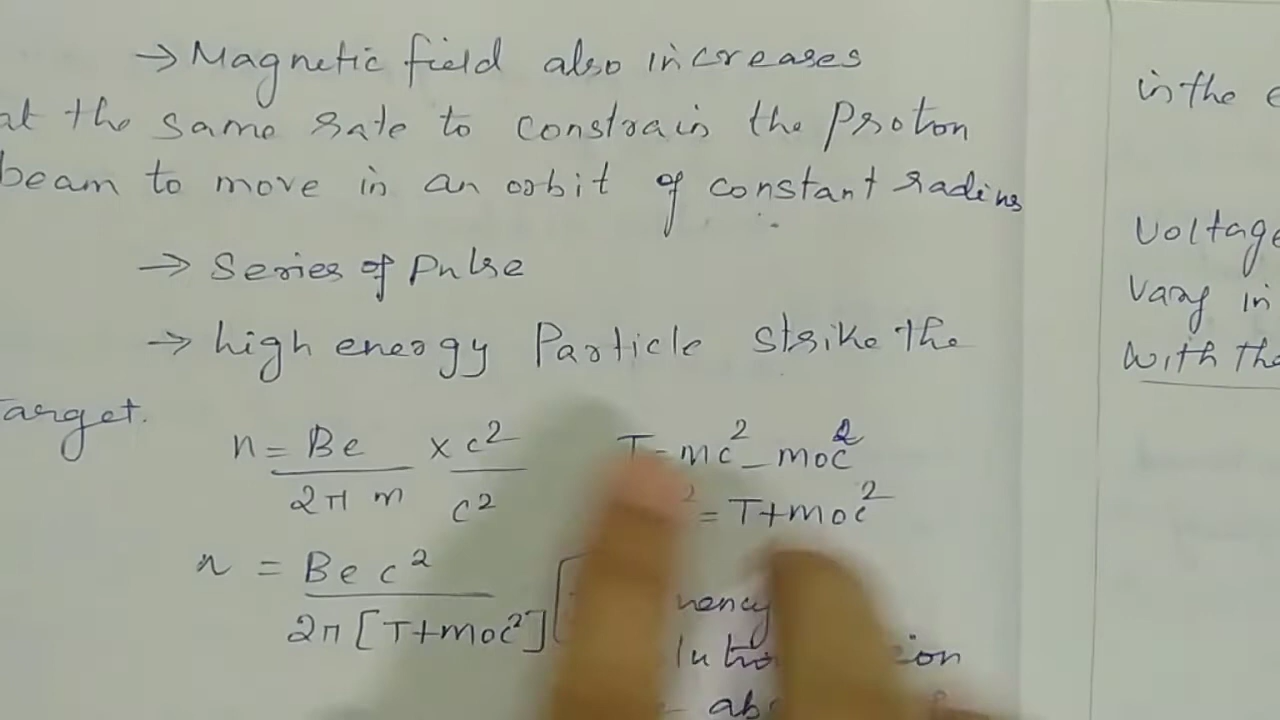 → Magnetic field also increases
at the same rate to constrain the proton
beam to move in an orbit of constant radius
→ Series of pulse
→ high energy Particle strike the
target.
n = Be / 2π m × c² / c²
T = mc² - moc²
² = T+moc²
n = Bec² / 2π [T+moc²]
in the
voltage
vary in
with the